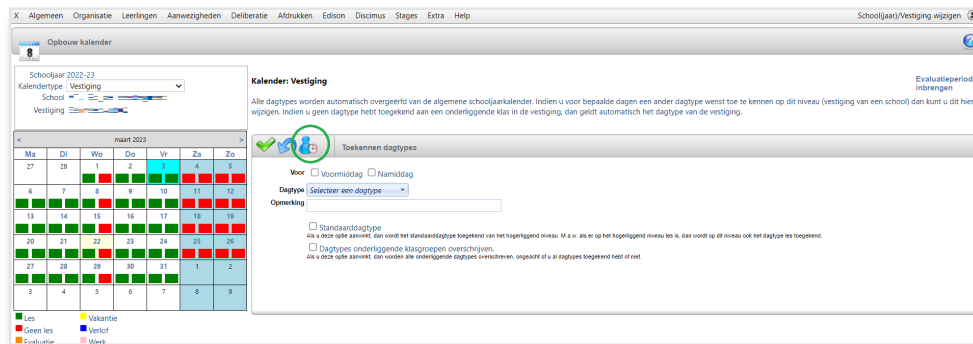 X Algemeen Organisatie Leerlingen Aanwezigheden Deliberatie Afdrukken Edison Discimus Stages Extra Help School(jaar)/Vestiging wijzigen
8 Opbouw kalender
Schooljaar 2022-23
Kalendertype Vestiging
School
Vestiging
< maart 2023 >
Ma Di Wo Do Vr Za Zo
27 28 1 2 3 4 5
6 7 8 9 10 11 12
13 14 15 16 17 18 19
20 21 22 23 24 25 26
27 28 29 30 31 1 2
3 4 5 6 7 8 9
Les Vakantie
Geen les Verlof
Evaluatie Werk
Kalender: Vestiging
Evaluatieperiod
inbrengen
Alle dagtypes worden automatisch overgeërfd van de algemene schooljaarkalender. Indien u voor bepaalde dagen een ander dagtype wenst toe te kennen op dit niveau (vestiging van een school) dan kunt u dit hier
wijzigen. Indien u geen dagtype hebt toegekend aan een onderliggende klas in de vestiging, dan geldt automatisch het dagtype van de vestiging.
Toekennen dagtypes
Voor Voormiddag Namiddag
Dagtype Selecteer een dagtype
Opmerking
Standaarddagtype
Als u deze optie aanvinkt, dan wordt het standaarddagtype toegekend van het hogerliggend niveau. M.a.w. als er op het hogerliggend niveau les is, dan wordt op dit niveau ook het dagtype les toegekend.
Dagtypes onderliggende klasgroepen overschrijven.
Als u deze optie aanvinkt, dan worden alle onderliggende dagtypes overschreven, ongeacht of u al dagtypes toegekend hebt of niet